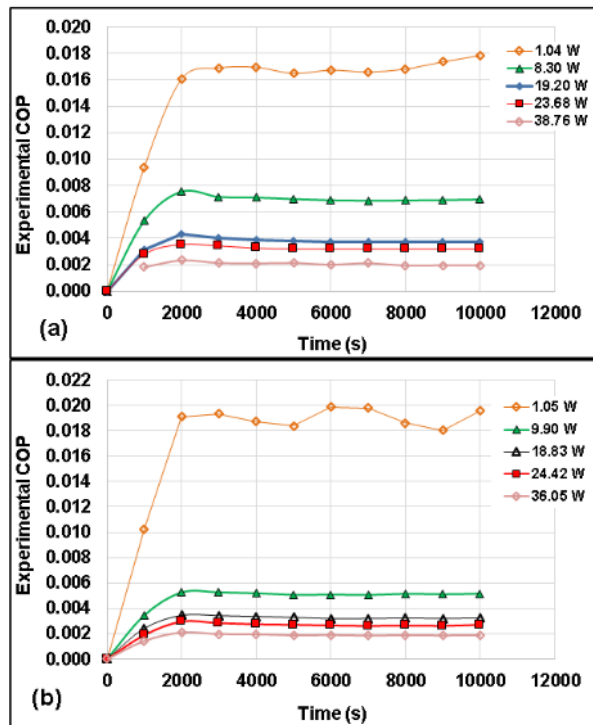 0.020
0.018
0.016
0.014
0.012
0.010
0.008
0.006
0.004
0.002
0.000
Experimental COP
1.04 W
8.30 W
19.20 W
23.68 W
38.76 W
0 2000 4000 6000 8000 10000 12000
(a)
Time (s)
0.022
0.020
0.018
0.016
0.014
0.012
0.010
0.008
0.006
0.004
0.002
0.000
Experimental COP
1.05 W
9.90 W
18.83 W
24.42 W
36.05 W
0 2000 4000 6000 8000 10000 12000
(b)
Time (s)